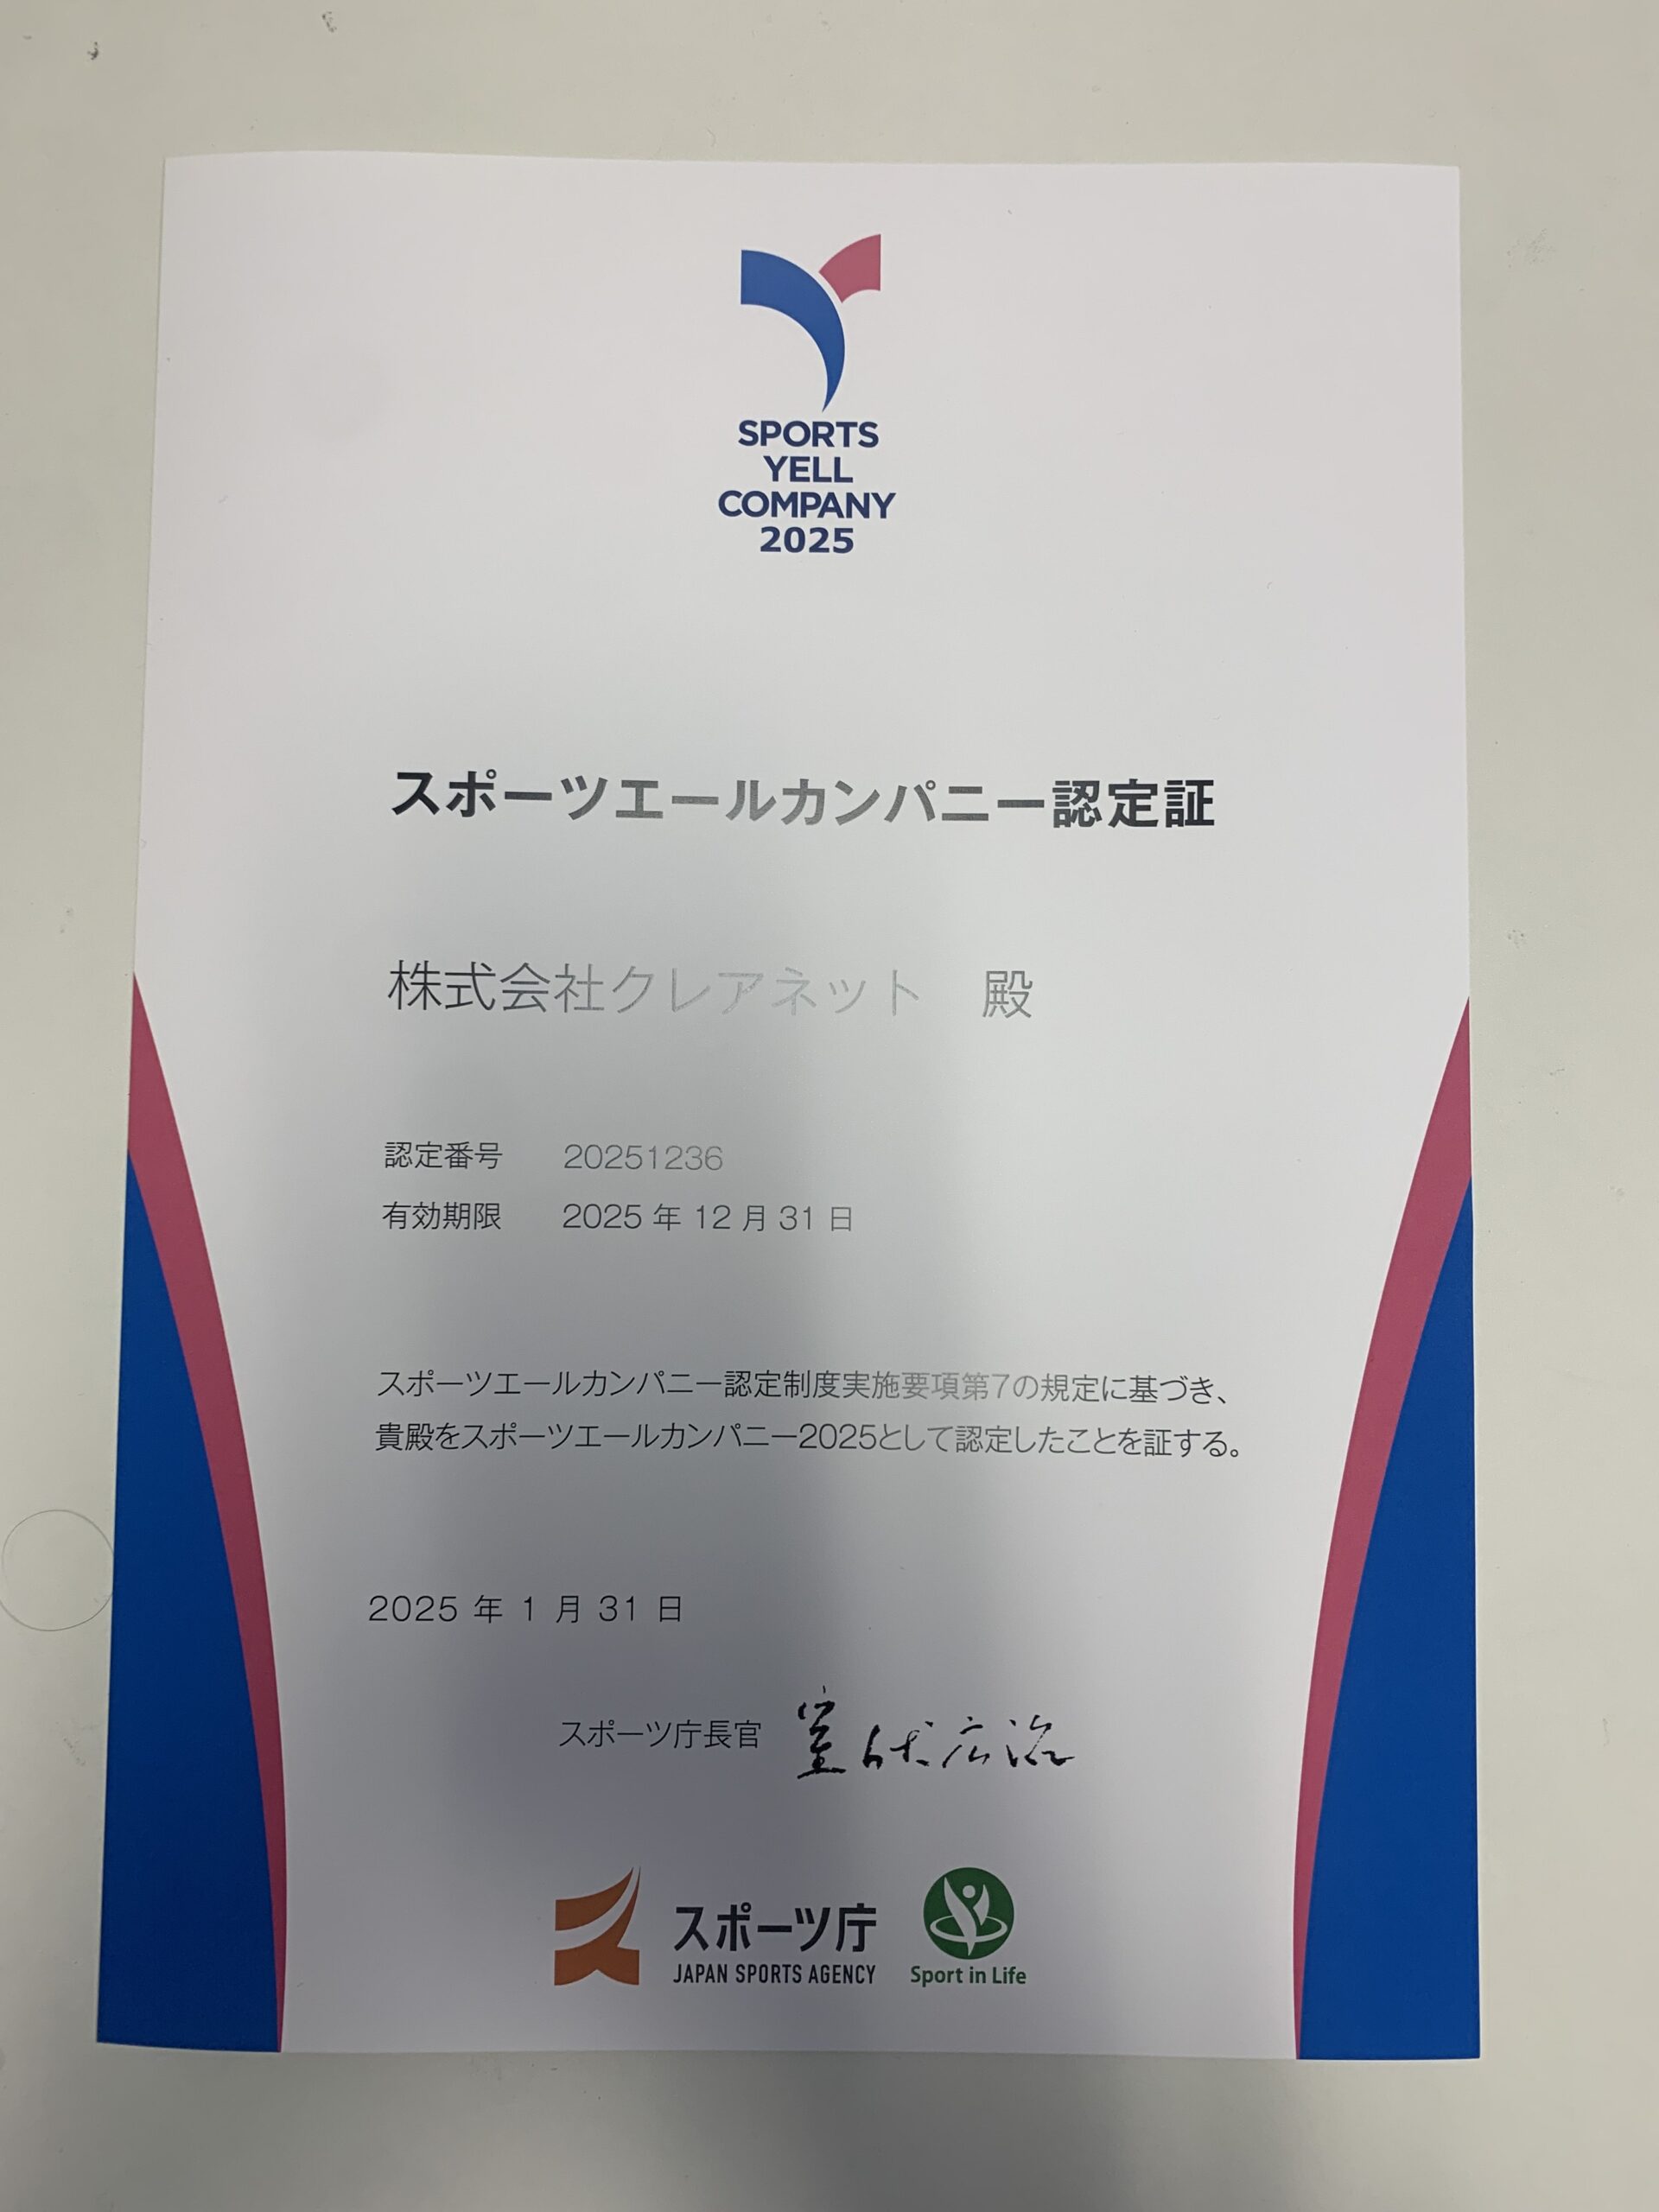 SPORTS
YELL
COMPANY
2025
スポーツエールカンパニー認定証
株式会社クレアネット　殿
認定番号　20251236
有効期限　2025 年 12 月 31 日
スポーツエールカンパニー認定制度実施要項第7の規定に基づき、
貴殿をスポーツエールカンパニー2025として認定したことを証する。
2025 年 1 月 31 日
スポーツ庁長官　室伏広治
スポーツ庁
JAPAN SPORTS AGENCY
Sport in Life